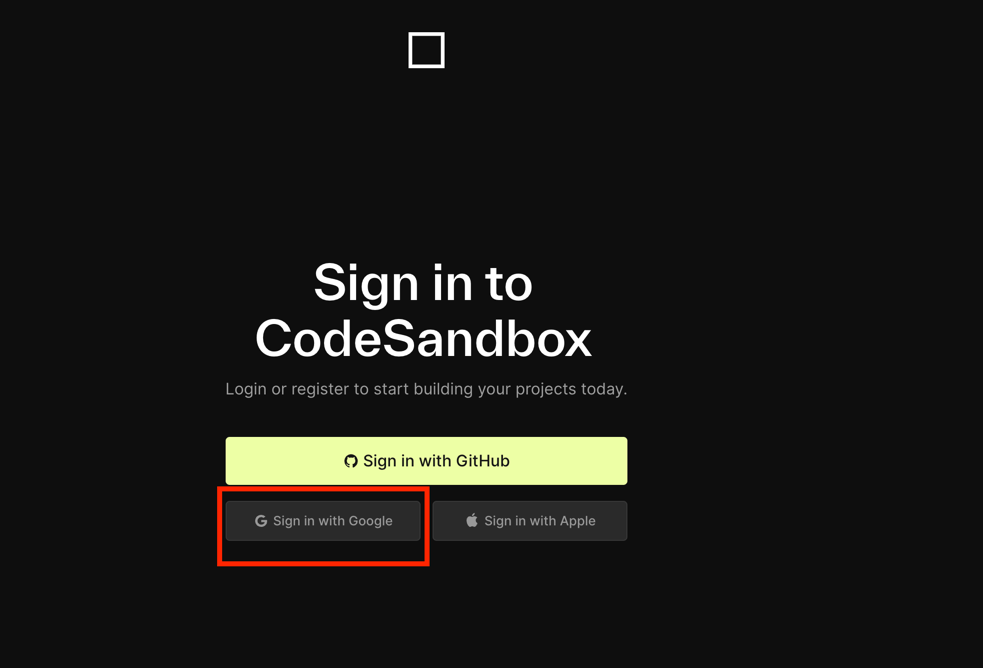 Sign in to
CodeSandbox
Login or register to start building your projects today.
Sign in with GitHub
Sign in with Google
Sign in with Apple